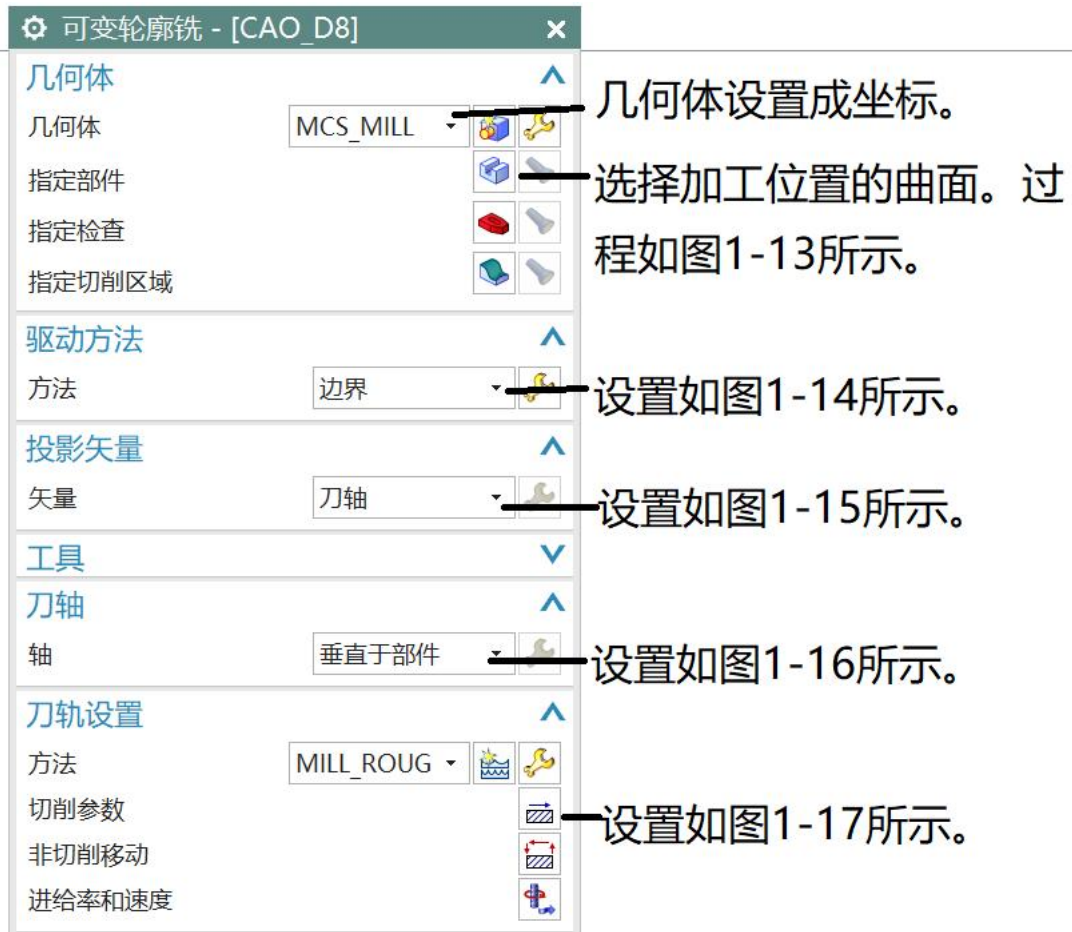 可变轮廓铣 - [CAO_D8]
几何体
几何体 MCS_MILL
几何体设置成坐标。
指定部件
选择加工位置的曲面。过
程如图1-13所示。
指定检查
指定切削区域
驱动方法
方法 边界
设置如图1-14所示。
投影矢量
矢量 刀轴
设置如图1-15所示。
工具
刀轴
轴 垂直于部件
设置如图1-16所示。
刀轨设置
方法 MILL_ROUG
切削参数
设置如图1-17所示。
非切削移动
进给率和速度